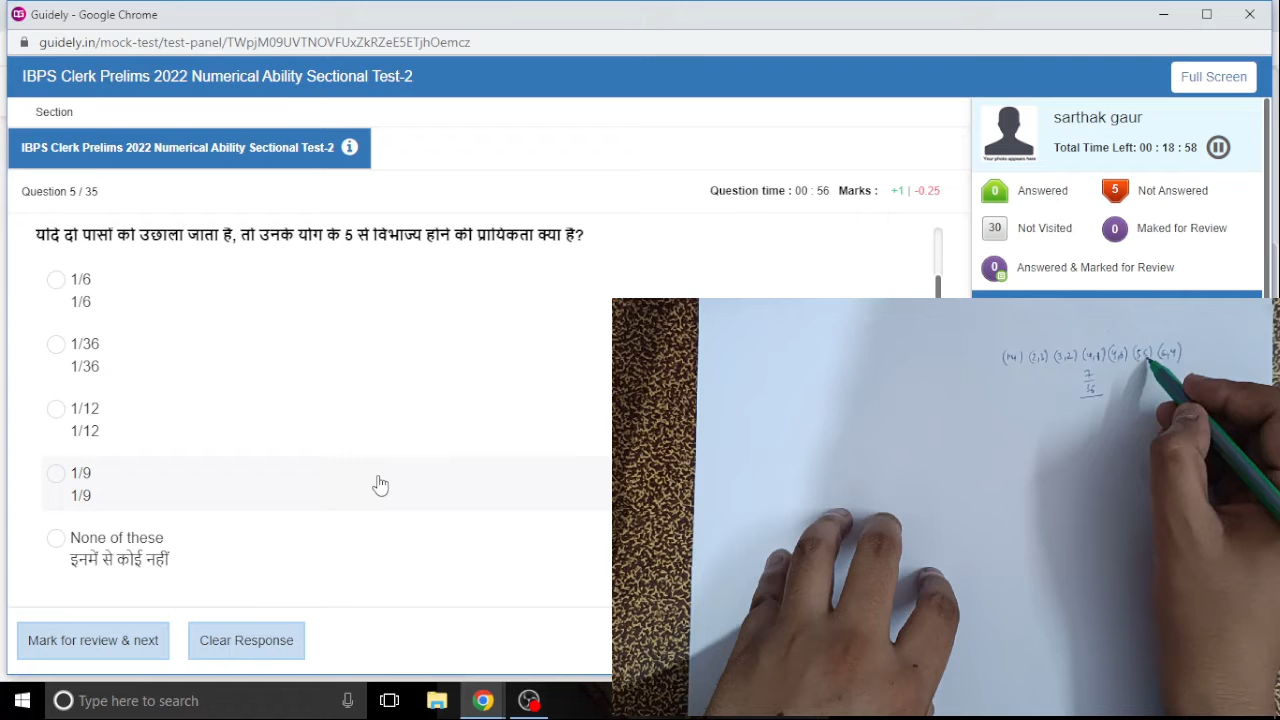 Guidely - Google Chrome
guidely.in/mock-test/test-panel/TWpjM09UVTNOVFUxZkRZeE5ETjhOemcz
IBPS Clerk Prelims 2022 Numerical Ability Sectional Test-2
Full Screen
Section
IBPS Clerk Prelims 2022 Numerical Ability Sectional Test-2
Question 5 / 35
Question time : 00 : 56 Marks : +1 | -0.25
sarthak gaur
Total Time Left: 00 : 18 : 58
Your photo appears here
0 Answered
5 Not Answered
30 Not Visited
0 Maked for Review
0 Answered & Marked for Review
यदि दो पासों को उछाला जाता है, तो उनके योग के 5 से विभाज्य होने की प्रायिकता क्या है?
1/6
1/6
1/36
1/36
1/12
1/12
1/9
1/9
None of these
इनमें से कोई नहीं
(1,4) (2,3) (3,2) (4,1) (4,6) (5,5) (6,4)
7
36
Mark for review & next
Clear Response
Type here to search